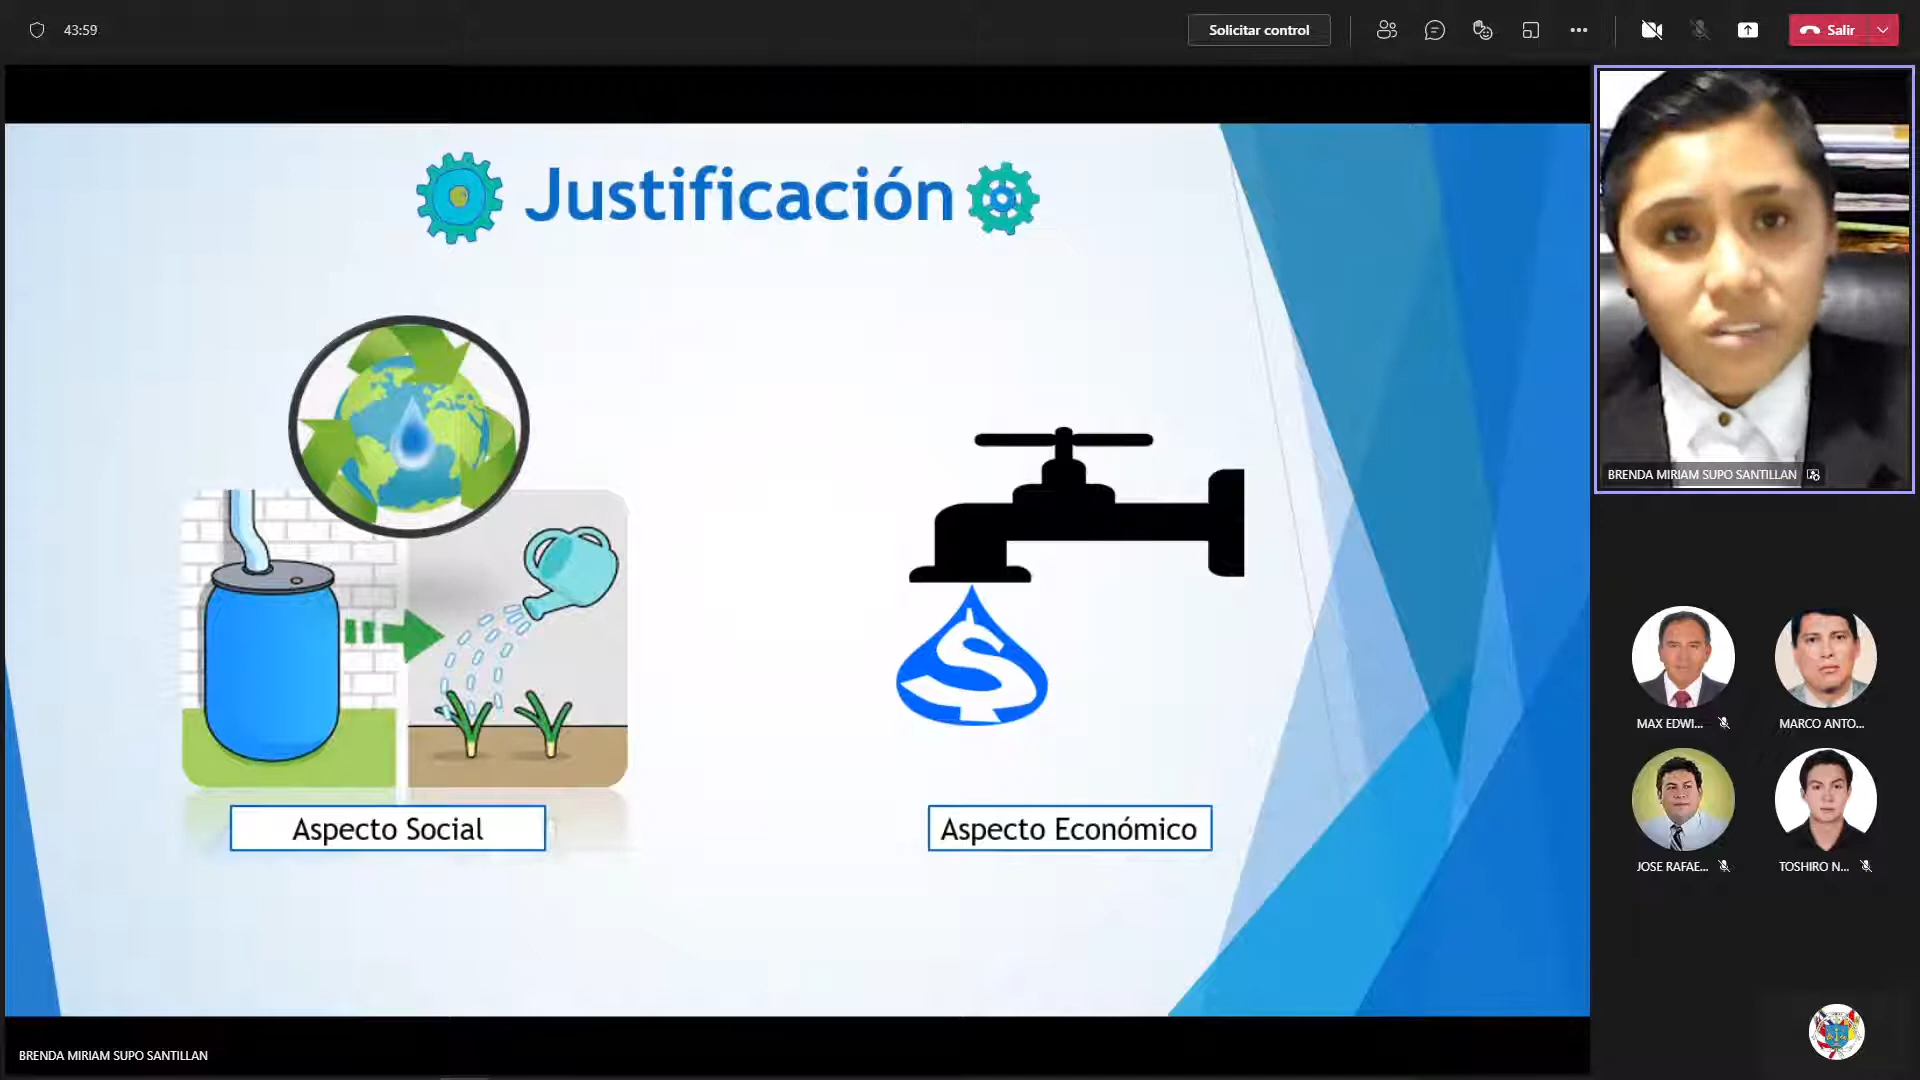 43:59
Solicitar control
Salir
Justificación
$
Aspecto Social
Aspecto Económico
BRENDA MIRIAM SUPO SANTILLAN
MAX EDWI...
MARCO ANTO...
JOSE RAFAE...
TOSHIRO N...
BRENDA MIRIAM SUPO SANTILLAN